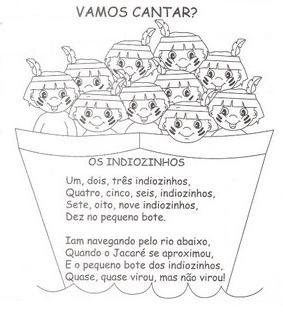 VAMOS CANTAR?
OS INDIOZINHOS
Um, dois, três indiozinhos,
Quatro, cinco, seis, indiozinhos,
Sete, oito, nove indiozinhos,
Dez no pequeno bote.
Iam navegando pelo rio abaixo,
Quando o Jacaré se aproximou,
E o pequeno bote dos indiozinhos,
Quase, quase virou, mas não virou!